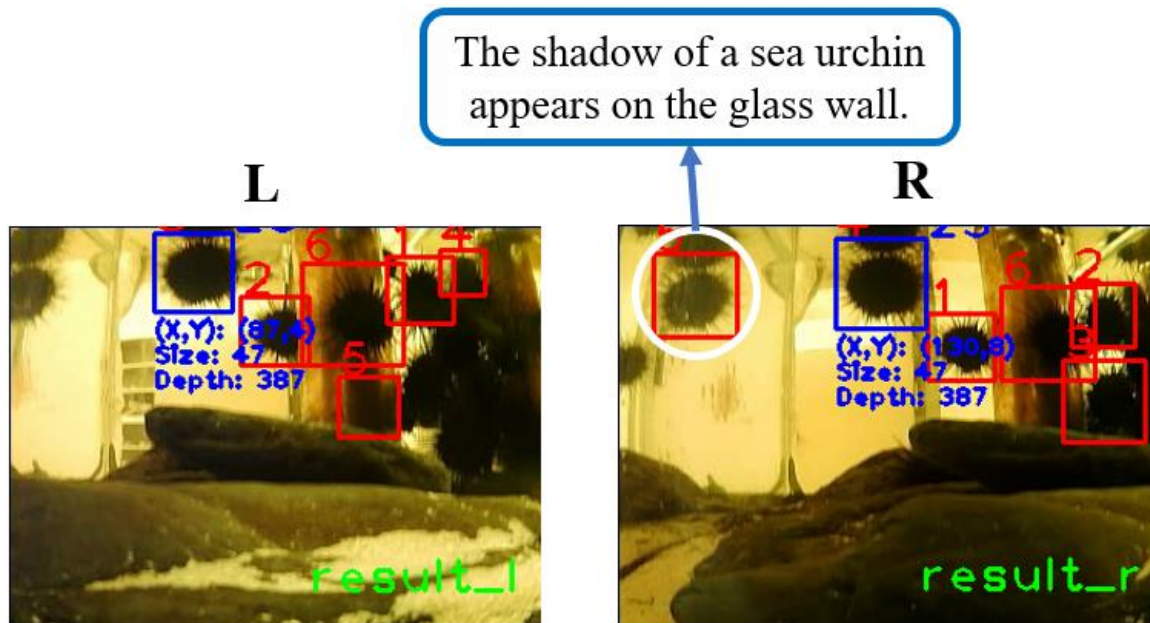 The shadow of a sea urchin
appears on the glass wall.
L
R
6
1
4
2
5
(X,Y): (87,4)
Size: 47
Depth: 387
result_l
6
2
1
(X,Y): (130,8)
Size: 47
Depth: 387
result_r